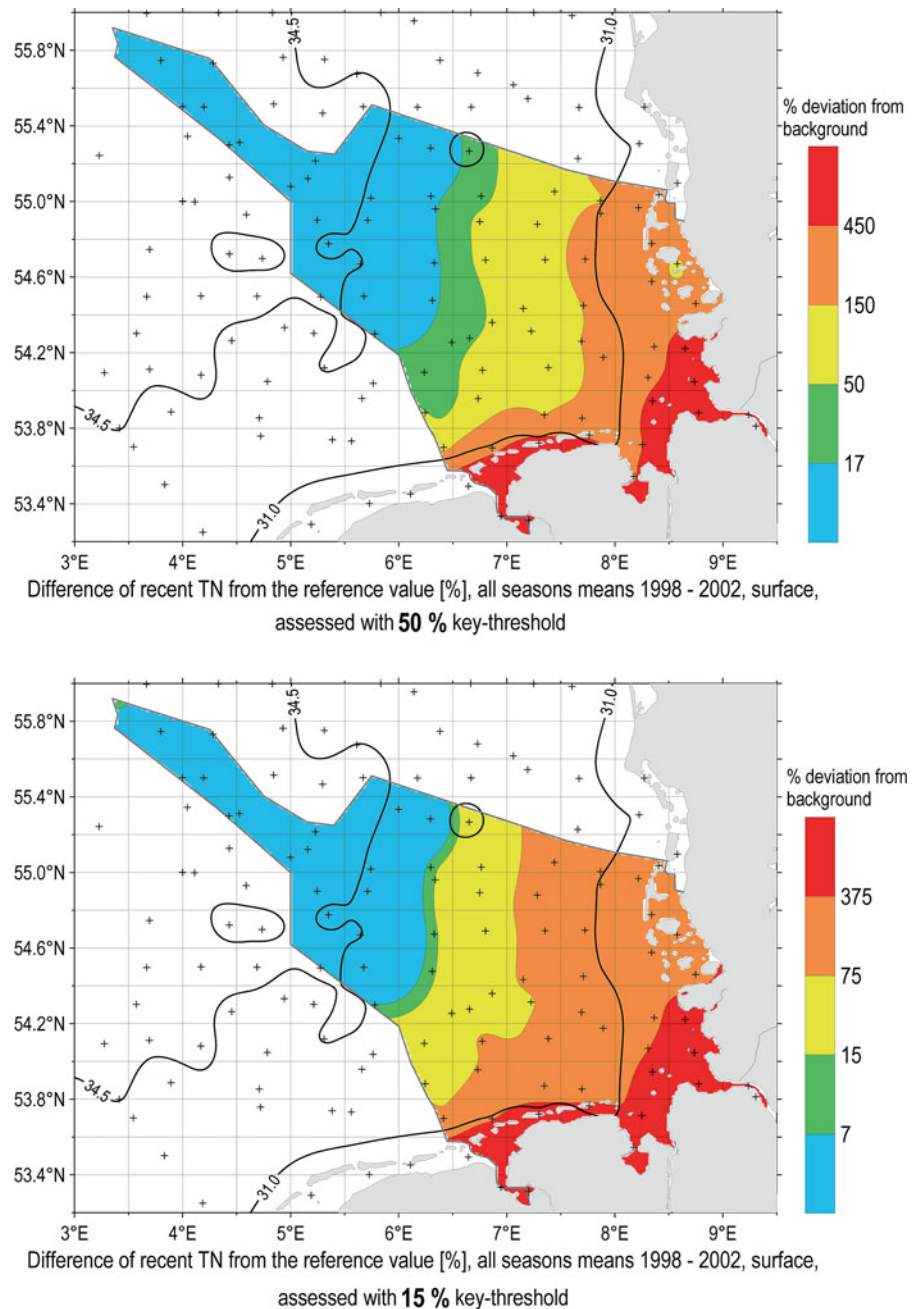 34.5
31.0
55.8°N
55.4°N
55.0°N
54.6°N
54.2°N
53.8°N
53.4°N
34.5
31.0
3°E 4°E 5°E 6°E 7°E 8°E 9°E
% deviation from
background
450
150
50
17
Difference of recent TN from the reference value [%], all seasons means 1998 - 2002, surface,
assessed with 50 % key-threshold
34.5
31.0
55.8°N
55.4°N
55.0°N
54.6°N
54.2°N
53.8°N
53.4°N
34.5
31.0
3°E 4°E 5°E 6°E 7°E 8°E 9°E
% deviation from
background
375
75
15
7
Difference of recent TN from the reference value [%], all seasons means 1998 - 2002, surface,
assessed with 15 % key-threshold